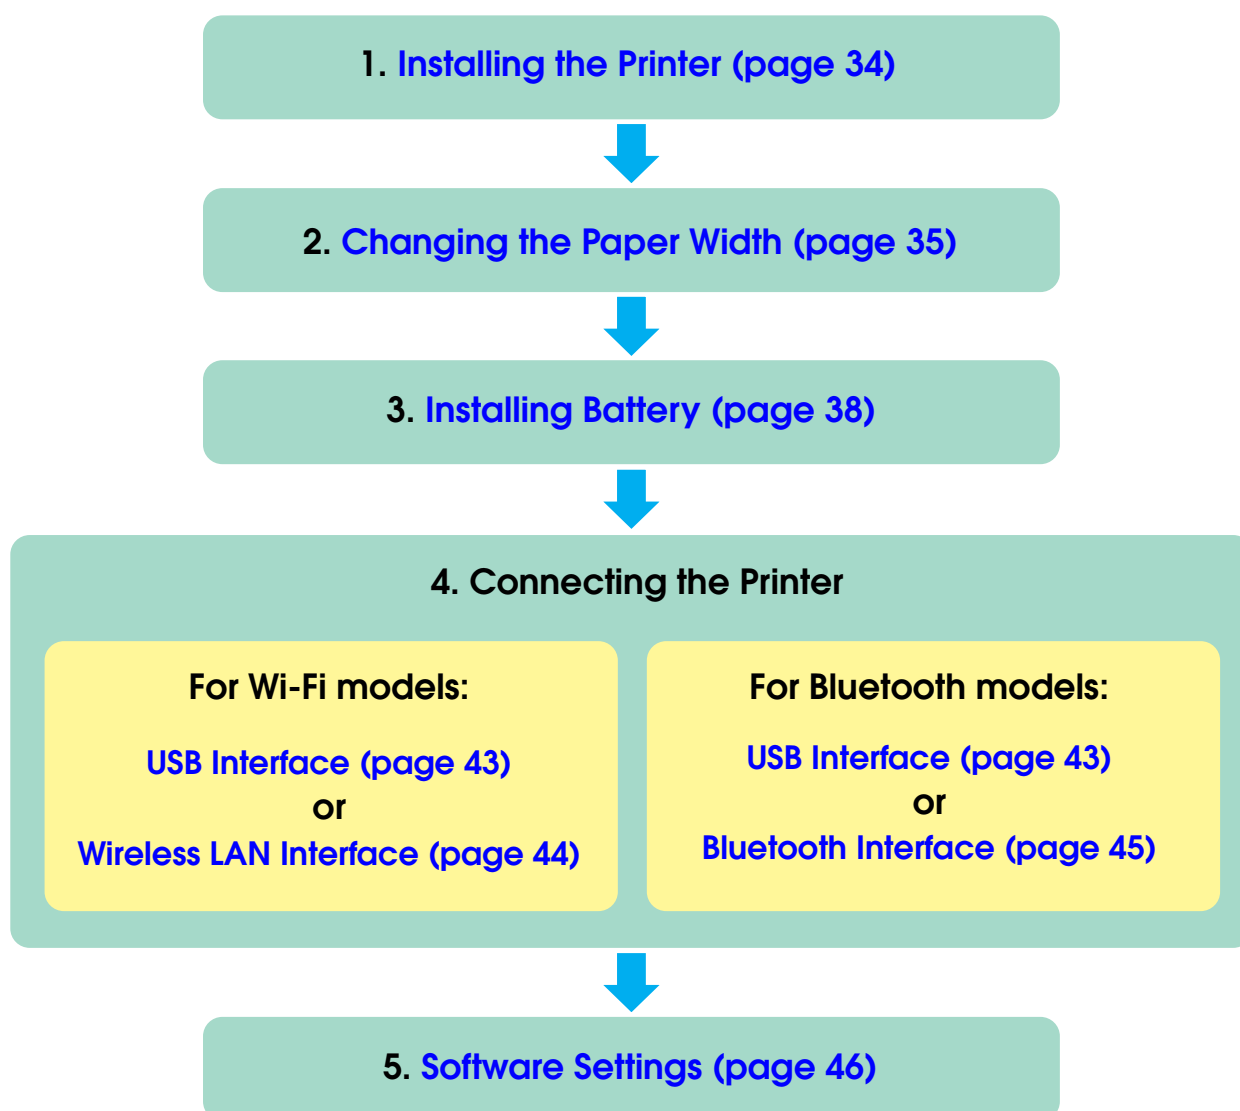 1. Installing the Printer (page 34)
2. Changing the Paper Width (page 35)
3. Installing Battery (page 38)
4. Connecting the Printer
For Wi-Fi models:
USB Interface (page 43)
or
Wireless LAN Interface (page 44)
For Bluetooth models:
USB Interface (page 43)
or
Bluetooth Interface (page 45)
5. Software Settings (page 46)